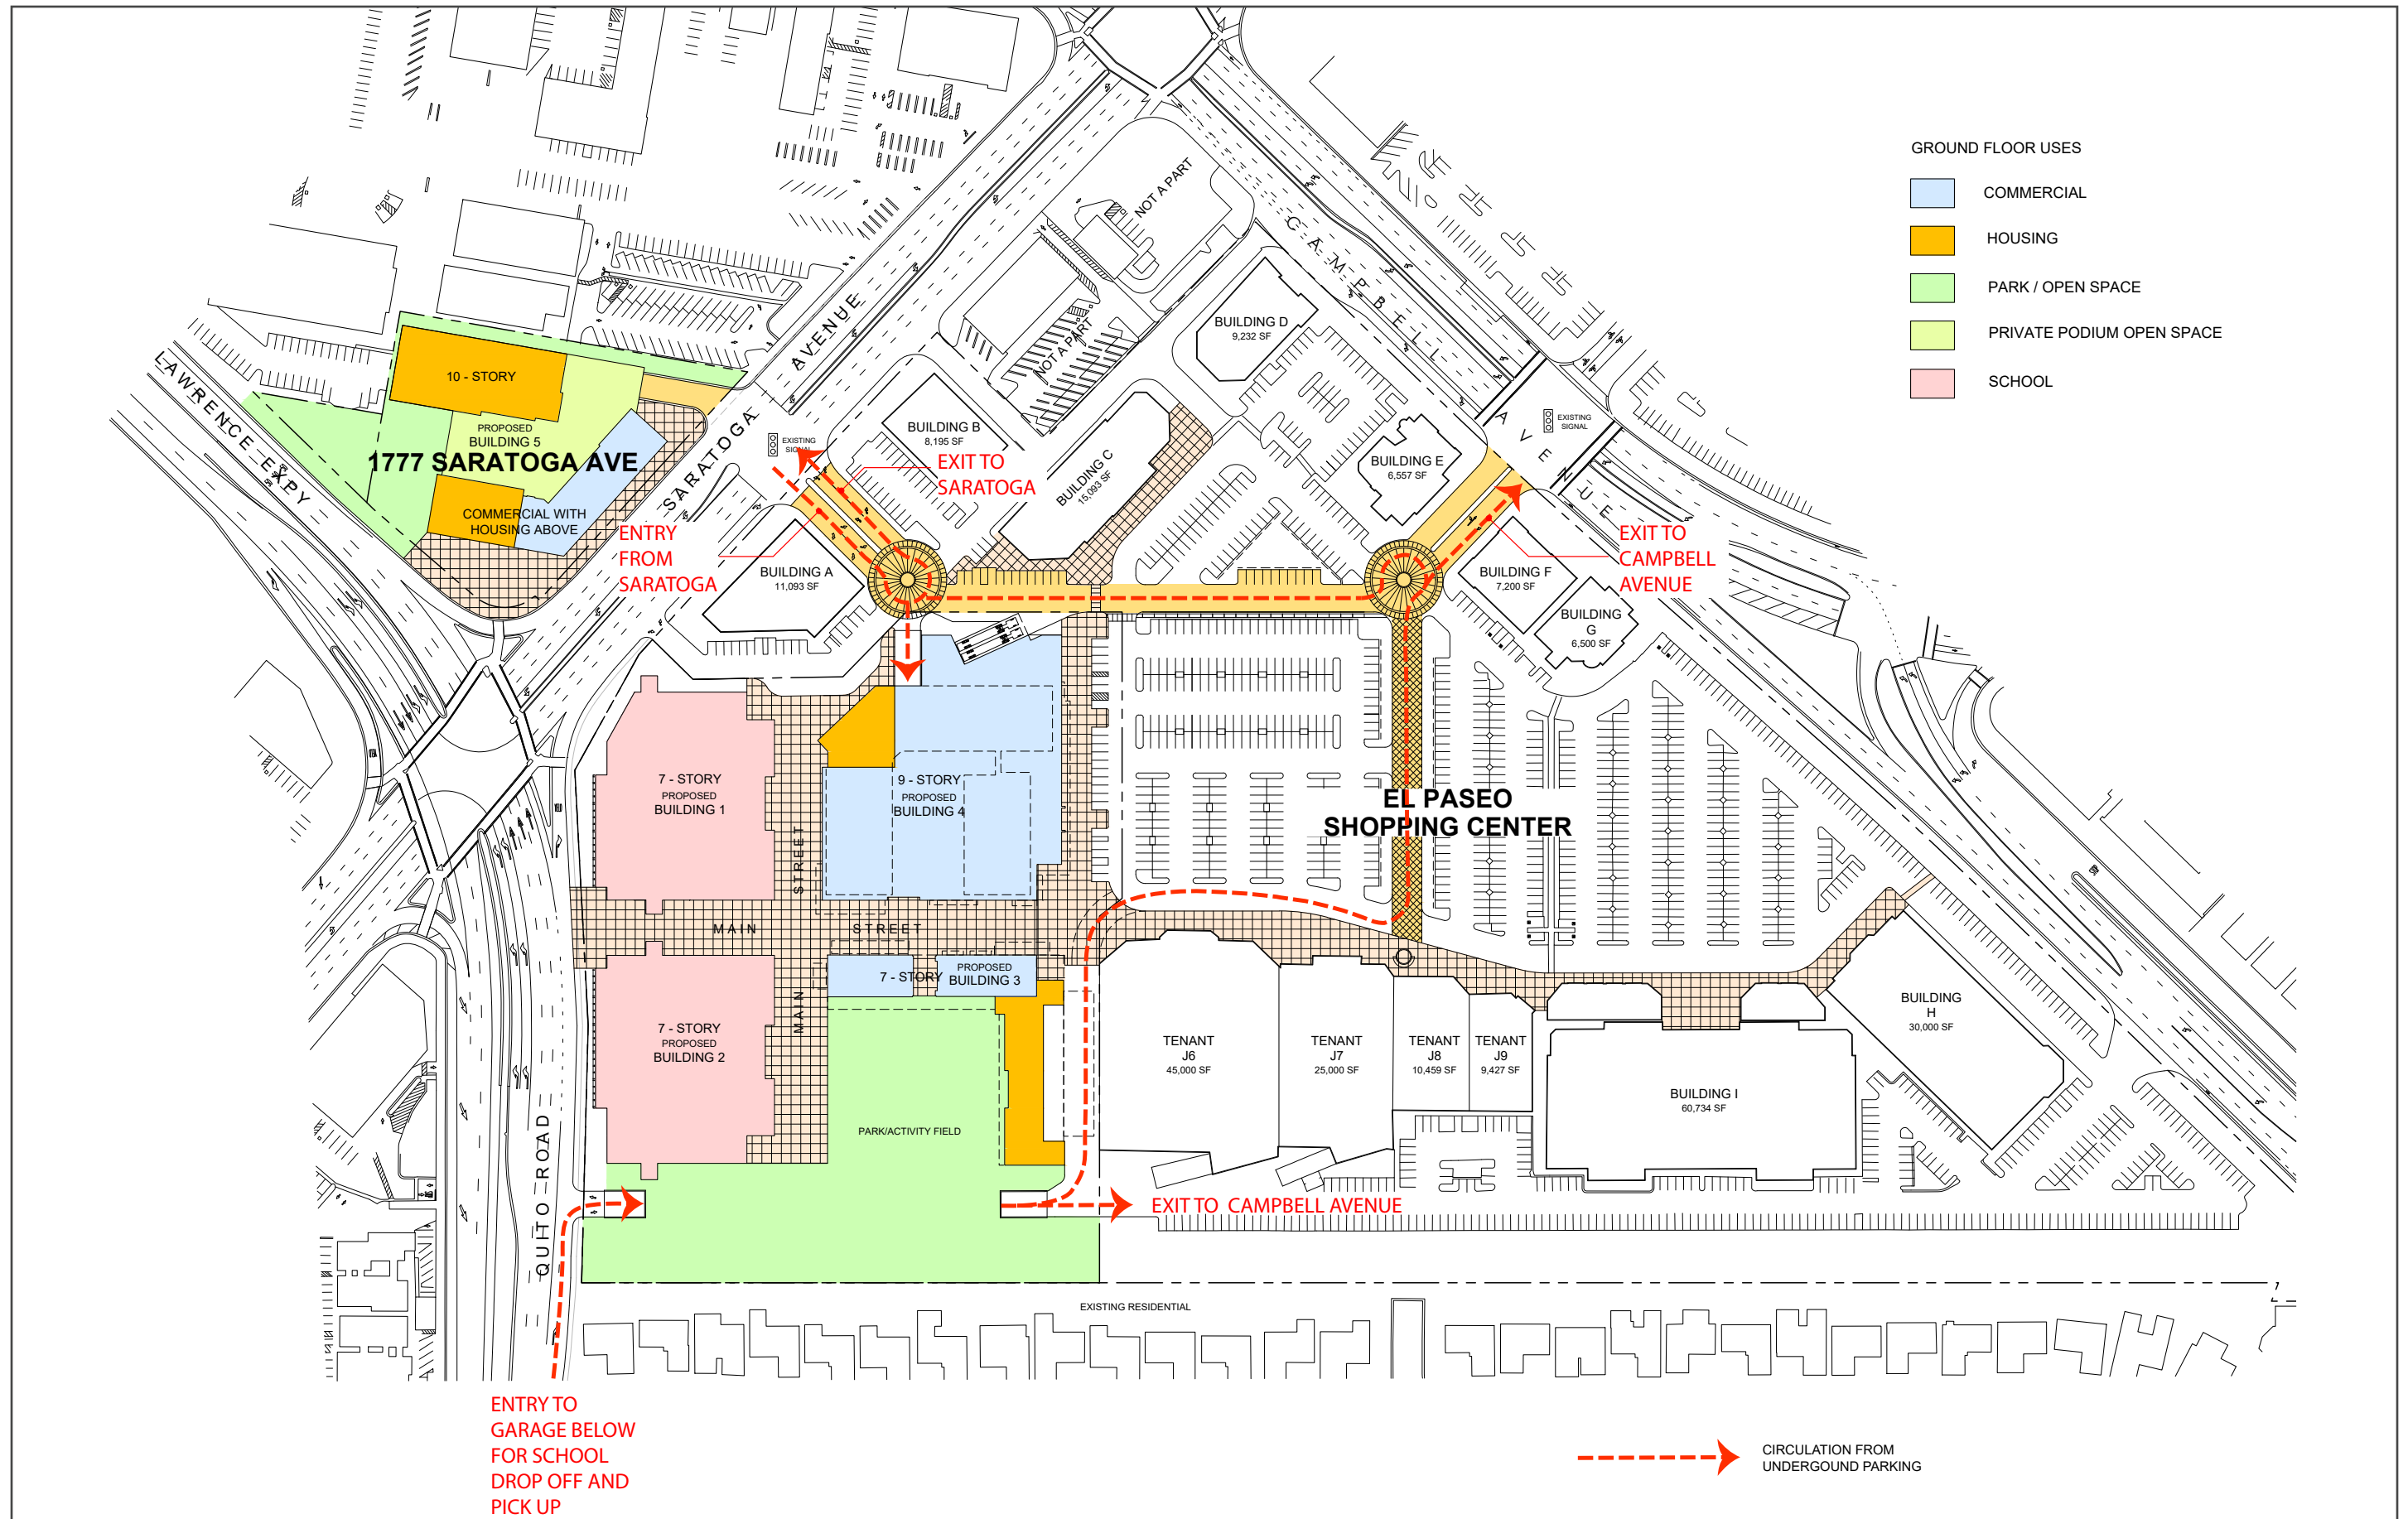 GROUND FLOOR USES
COMMERCIAL
HOUSING
PARK / OPEN SPACE
PRIVATE PODIUM OPEN SPACE
SCHOOL
NOT A PART
NOT A PART
CAMPBELL
AVENUE
SARATOGA
AVENUE
LAWRENCE EXPY
10 - STORY
PROPOSED
BUILDING 5
1777 SARATOGA AVE
COMMERCIAL WITH
HOUSING ABOVE
EXISTING
SIGNAL
EXISTING
SIGNAL
BUILDING D
9,232 SF
BUILDING B
8,195 SF
BUILDING C
15,093 SF
BUILDING E
6,557 SF
EXIT TO
SARATOGA
ENTRY
FROM
SARATOGA
EXIT TO
CAMPBELL
AVENUE
BUILDING A
11,093 SF
BUILDING F
7,200 SF
BUILDING
G
6,500 SF
7 - STORY
PROPOSED
BUILDING 1
9 - STORY
PROPOSED
BUILDING 4
MAIN STREET
EL PASEO
SHOPPING CENTER
MAIN STREET
7 - STORY
PROPOSED
BUILDING 3
MAIN
7 - STORY
PROPOSED
BUILDING 2
PARK/ACTIVITY FIELD
TENANT
J6
45,000 SF
TENANT
J7
25,000 SF
TENANT
J8
10,459 SF
TENANT
J9
9,427 SF
BUILDING
H
30,000 SF
BUILDING I
60,734 SF
QUITO ROAD
EXIT TO CAMPBELL AVENUE
EXISTING RESIDENTIAL
ENTRY TO
GARAGE BELOW
FOR SCHOOL
DROP OFF AND
PICK UP
CIRCULATION FROM
UNDERGOUND PARKING